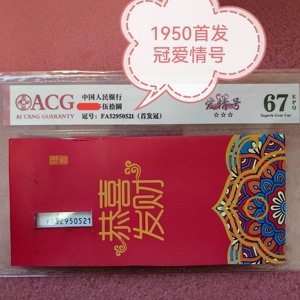 1950首发
冠爱情号
ACG
AI CANG GUARANTY
中国人民银行
伍拾圆
冠号：FA52950521（首发冠）
☆☆☆
67
EPQ
Superb Gem Unc
恭喜
发财
FA52950521